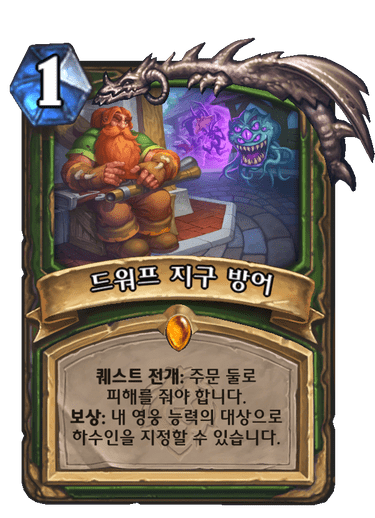 1
드워프 지구 방어
퀘스트 전개: 주문 둘로
피해를 줘야 합니다.
보상: 내 영웅 능력의 대상으로
하수인을 지정할 수 있습니다.